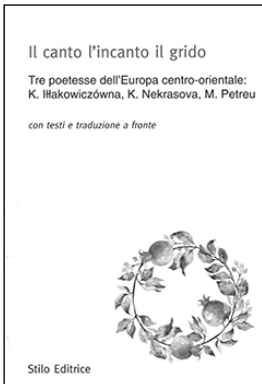 Il canto l'incanto il grido
Tre poetesse dell'Europa centro-orientale:
K. Iłłakowiczówna, K. Nekrasova, M. Petreu
con testi e traduzione a fronte
Stilo Editrice